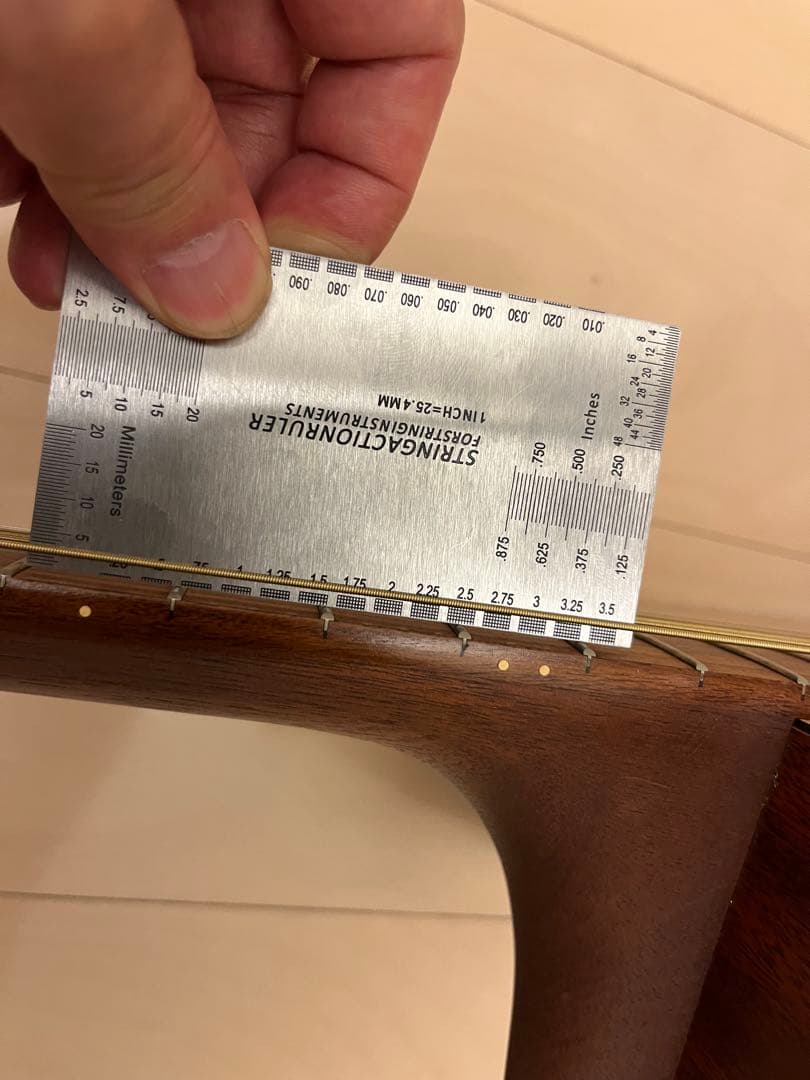 .090 .080 .070 .060 .050 .040 .030 .020 .010
STRINGACTIONRULER
FORSTRINGINSTRUMENTS
1INCH=25.4MM
2.5 7.5
5 10 15 20
Millimeters
20 15 10 5
4 8 12 16 20 24 28 32 36 40 44 48
Inches
.750 .500 .250
.875 .625 .375 .125
1 1.25 1.5 1.75 2 2.25 2.5 2.75 3 3.25 3.5